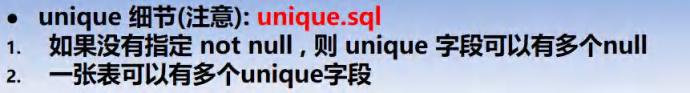 ● unique 细节(注意): unique.sql
1. 如果没有指定 not null , 则 unique 字段可以有多个null
2. 一张表可以有多个unique字段